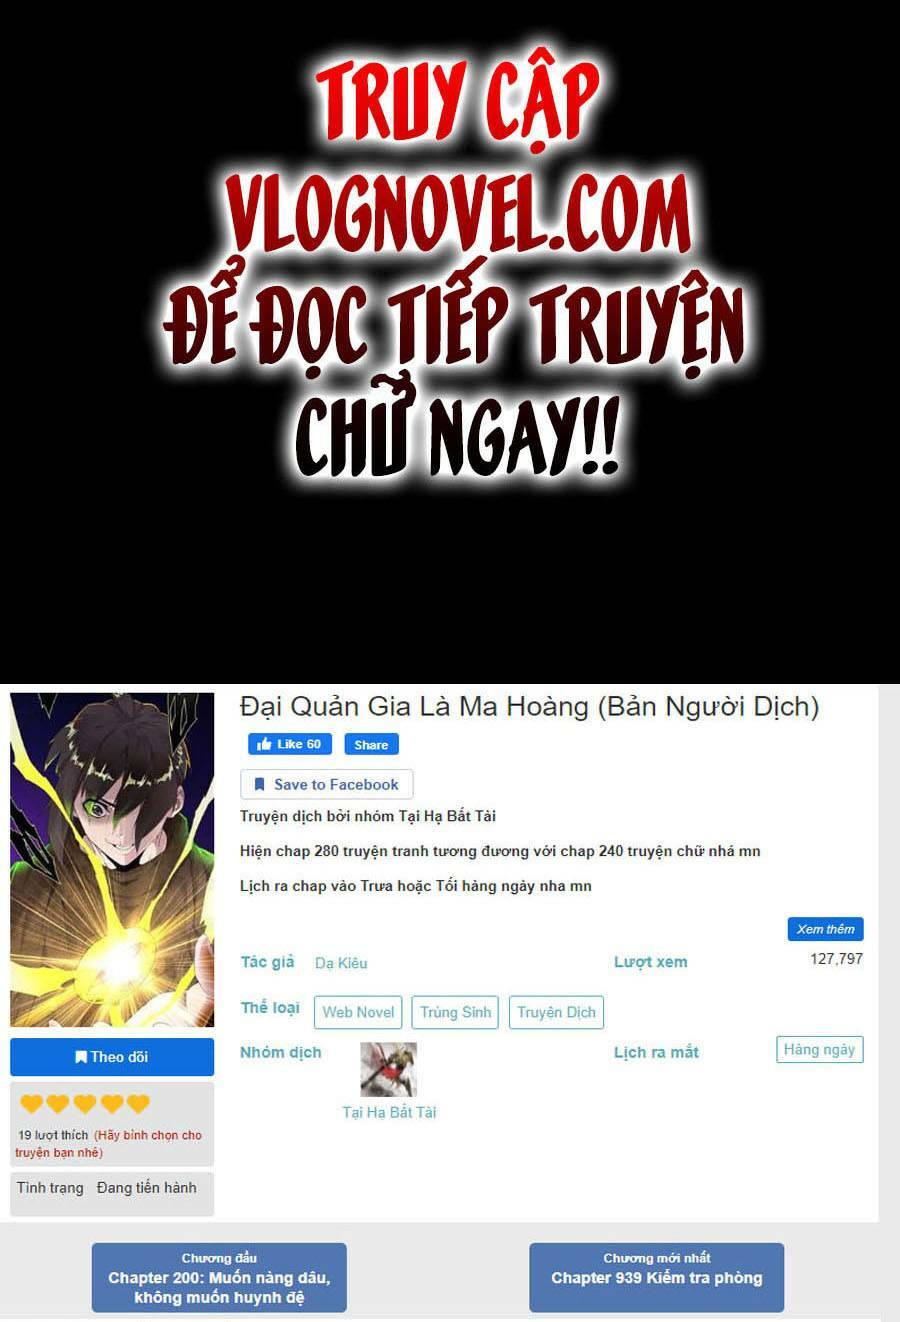 TRUY CẬP
VLOGNOVEL.COM
ĐỂ ĐỌC TIẾP TRUYỆN
CHỮ NGAY!!
Đại Quản Gia Là Ma Hoàng (Bản Người Dịch)
Like 60 Share
Save to Facebook
Truyện dịch bởi nhóm Tại Hạ Bất Tài
Hiện chap 280 truyện tranh tương đương với chap 240 truyện chữ nhá mn
Lịch ra chap vào Trưa hoặc Tối hàng ngày nha mn
Xem thêm
Tác giả Dạ Kiêu
Lượt xem 127,797
Thể loại Web Novel Trùng Sinh Truyện Dịch
Nhóm dịch
Tại Hạ Bất Tài
Lịch ra mắt Hàng ngày
Theo dõi
19 lượt thích (Hãy bình chọn cho
truyện bạn nhé)
Tình trạng Đang tiến hành
Chương đầu
Chapter 200: Muốn nàng dâu,
không muốn huynh đệ
Chương mới nhất
Chapter 939 Kiểm tra phòng